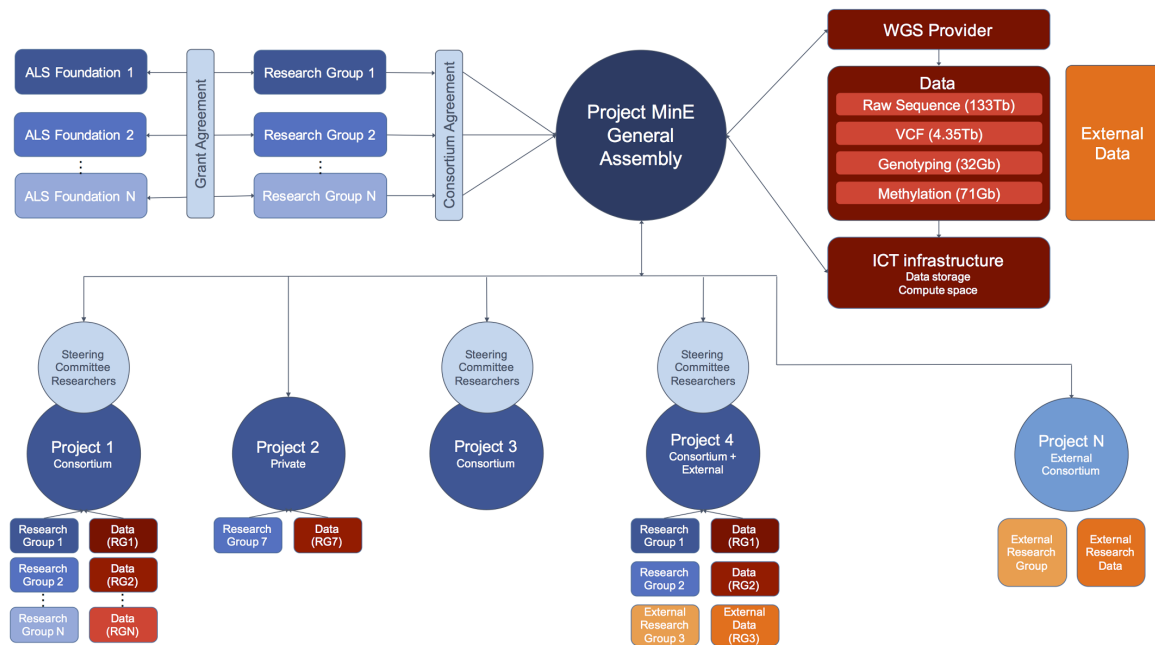 ALS Foundation 1
ALS Foundation 2
ALS Foundation N
Grant Agreement
Research Group 1
Research Group 2
Research Group N
Consortium Agreement
Project MinE
General
Assembly
WGS Provider
Data
Raw Sequence (133Tb)
VCF (4.35Tb)
Genotyping (32Gb)
Methylation (71Gb)
External
Data
ICT infrastructure
Data storage
Compute space
Steering
Committee
Researchers
Project 1
Consortium
Research
Group 1
Data
(RG1)
Research
Group 2
Data
(RG2)
Research
Group N
Data
(RGN)
Project 2
Private
Research
Group 7
Data
(RG7)
Steering
Committee
Researchers
Project 3
Consortium
Steering
Committee
Researchers
Project 4
Consortium +
External
Research
Group 1
Data
(RG1)
Research
Group 2
Data
(RG2)
External
Research
Group 3
External
Data
(RG3)
Project N
External
Consortium
External
Research
Group
External
Research
Data